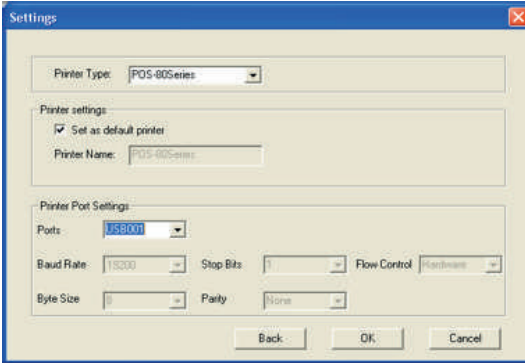 Settings
Printer Type: POS-80Series
Printer settings
Set as default printer
Printer Name: POS-80Series
Printer Port Settings
Ports USB001
Baud Rate 19200 Stop Bits 1 Flow Control Hardware
Byte Size 8 Parity None
Back OK Cancel